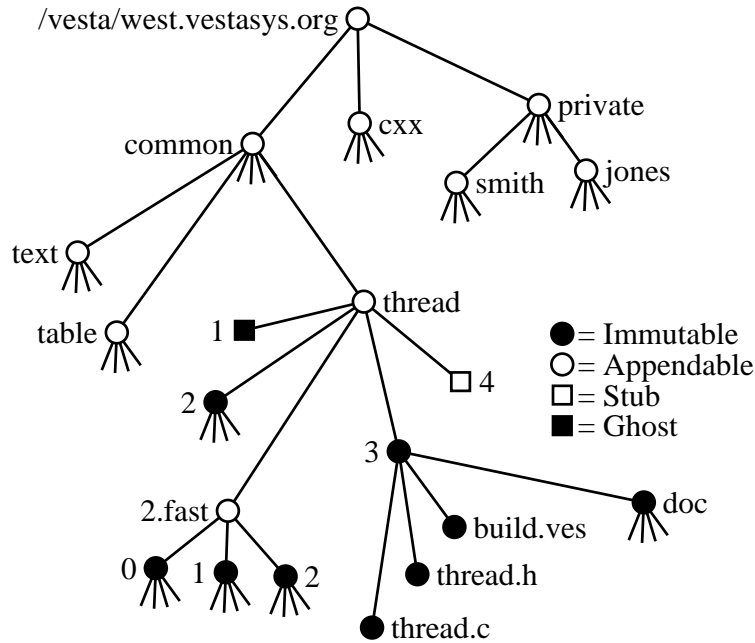 /vesta/west.vestasys.org
private
cxx
common
smith
jones
text
thread
table
1
= Immutable
= Appendable
4
= Stub
2
= Ghost
3
doc
2.fast
build.ves
0
1
2
thread.h
thread.c